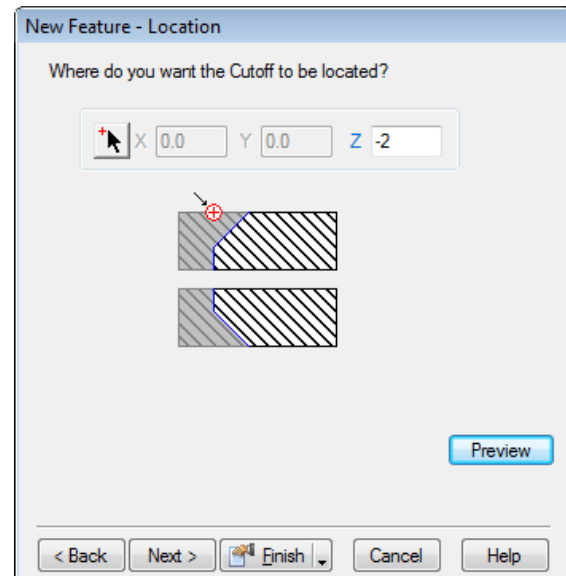 New Feature - Location
Where do you want the Cutoff to be located?
X 0.0 Y 0.0 Z -2
Preview
< Back Next > Finish Cancel Help